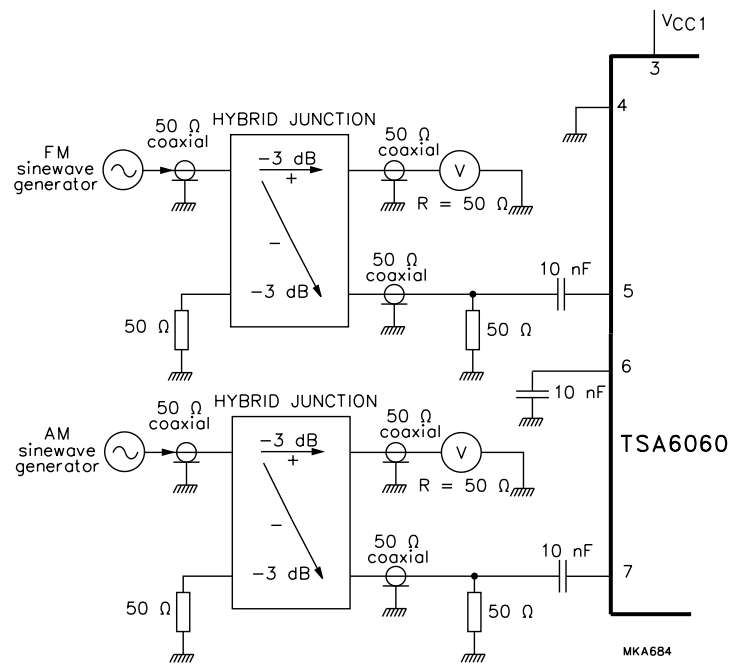 VCC1
3
4
HYBRID JUNCTION
50 Ω
coaxial
50 Ω
coaxial
FM
sinewave
generator
−3 dB
+
V
R = 50 Ω
−
50 Ω
coaxial
−3 dB
10 nF
5
50 Ω
50 Ω
6
10 nF
HYBRID JUNCTION
50 Ω
coaxial
50 Ω
coaxial
AM
sinewave
generator
−3 dB
+
V
TSA6060
R = 50 Ω
−
50 Ω
coaxial
−3 dB
10 nF
7
50 Ω
50 Ω
MKA684